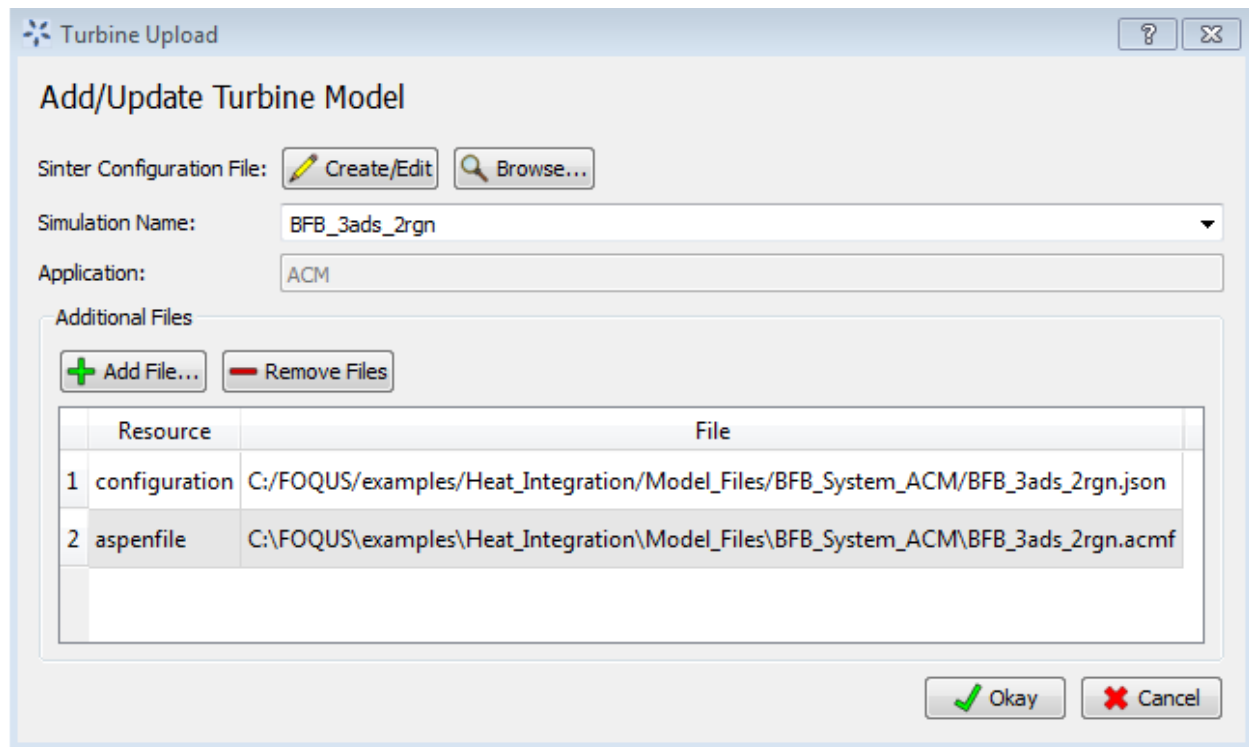 Turbine Upload
?
Add/Update Turbine Model
Sinter Configuration File: Create/Edit Browse...
Simulation Name: BFB_3ads_2rgn
Application: ACM
Additional Files
Add File... Remove Files
Resource File
1 configuration C:/FOQUS/examples/Heat_Integration/Model_Files/BFB_System_ACM/BFB_3ads_2rgn.json
2 aspenfile C:\FOQUS\examples\Heat_Integration\Model_Files\BFB_System_ACM\BFB_3ads_2rgn.acmf
Okay Cancel